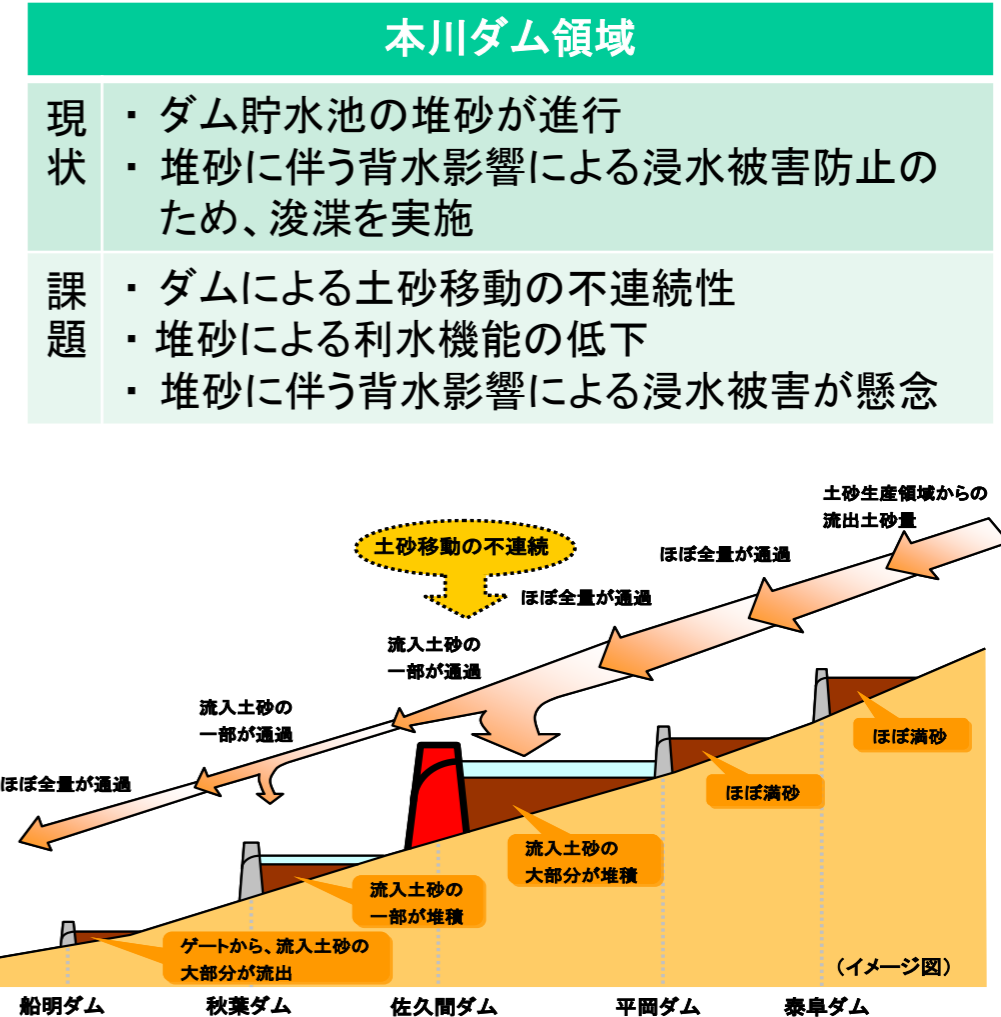 本川ダム領域
現状
・ ダム貯水池の堆砂が進行
・ 堆砂に伴う背水影響による浸水被害防止の
ため、浚渫を実施
課題
・ ダムによる土砂移動の不連続性
・ 堆砂による利水機能の低下
・ 堆砂に伴う背水影響による浸水被害が懸念
土砂生産領域からの
流出土砂量
土砂移動の不連続
ほぼ全量が通過
ほぼ全量が通過
流入土砂の
一部が通過
流入土砂の
一部が通過
ほぼ全量が通過
ほぼ満砂
ほぼ満砂
流入土砂の
大部分が堆積
流入土砂の
一部が堆積
ゲートから、流入土砂の
大部分が流出
(イメージ図)
船明ダム
秋葉ダム
佐久間ダム
平岡ダム
泰阜ダム